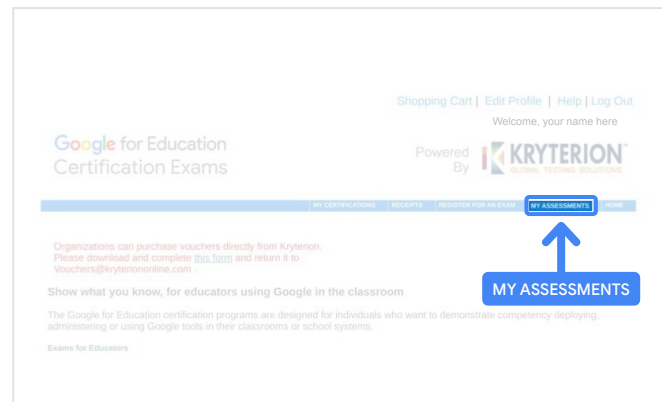 Shopping Cart | Edit Profile | Help | Log Out
Welcome, your name here
Google for Education
Certification Exams
Powered
By
KRYTERION
GLOBAL TESTING SOLUTIONS
MY CERTIFICATIONS RECEIPTS REGISTER FOR AN EXAM MY ASSESSMENTS HOME
Organizations can purchase vouchers directly from Kryterion.
Please download and complete this form and return it to
Vouchers@kryteriononline.com .
MY ASSESSMENTS
Show what you know, for educators using Google in the classroom
The Google for Education certification programs are designed for individuals who want to demonstrate competency deploying,
administering or using Google tools in their classrooms or school systems.
Exams for Educators